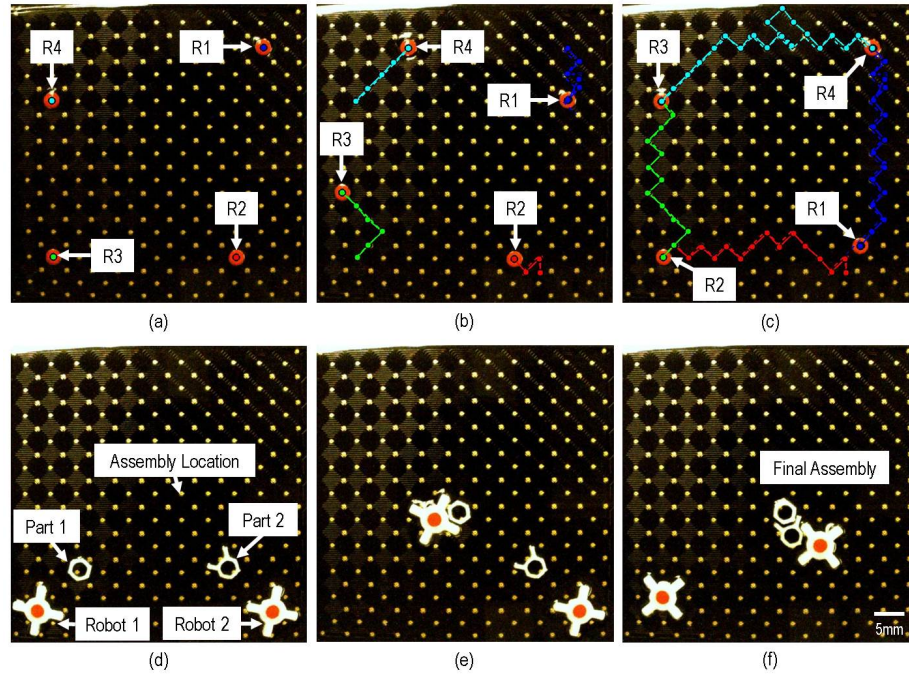 R4
R1
R3
R2
(a)
R4
R1
R3
R2
(b)
R3
R4
R1
R2
(c)
Assembly Location
Part 1
Part 2
Robot 1
Robot 2
(d)
(e)
Final Assembly
5mm
(f)